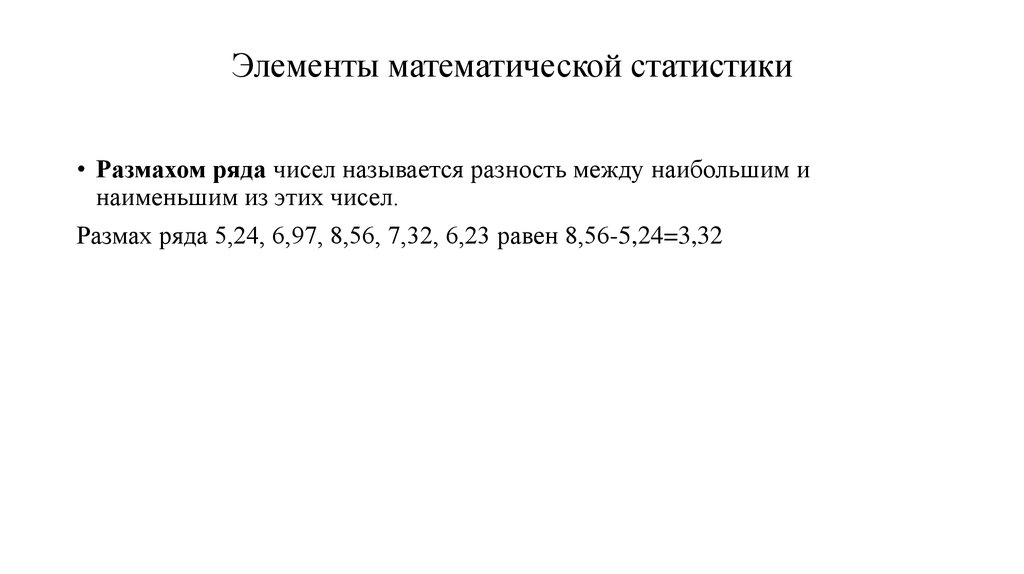 Элементы математической статистики
• Размахом ряда чисел называется разность между наибольшим и
наименьшим из этих чисел.
Размах ряда 5,24, 6,97, 8,56, 7,32, 6,23 равен 8,56-5,24=3,32